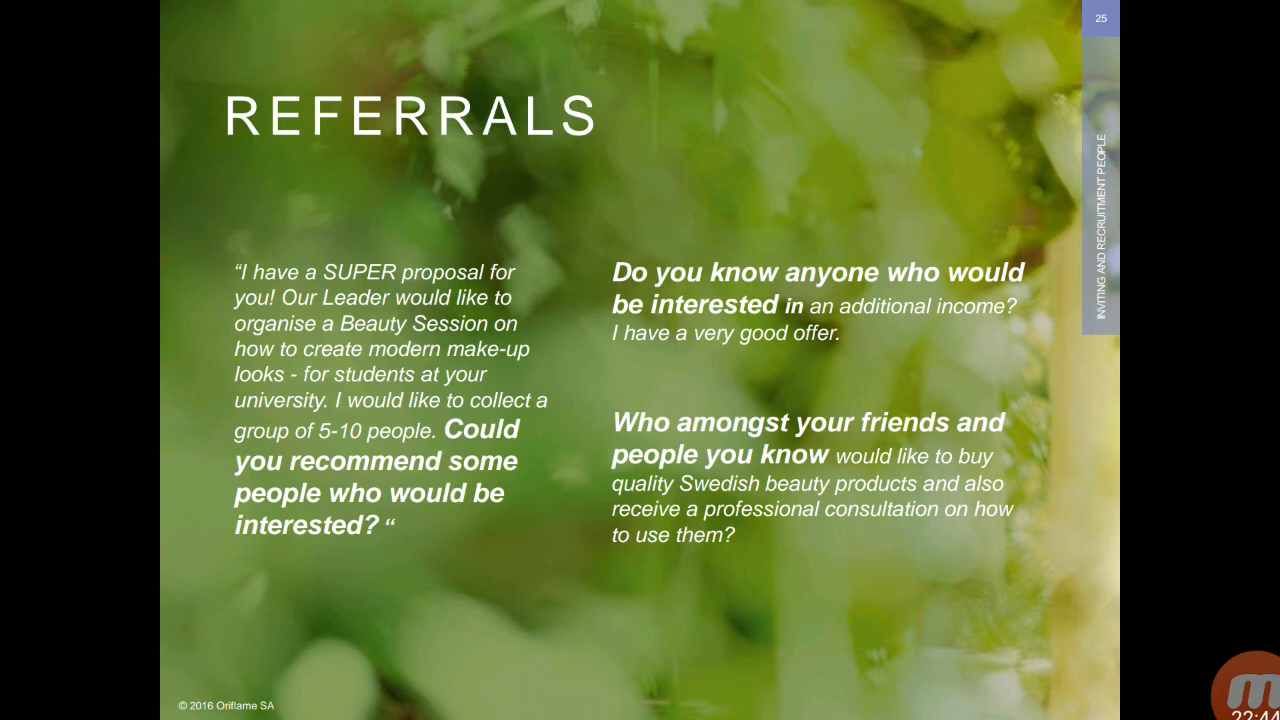 25
REFERRALS
INVITING AND RECRUITMENT PEOPLE
“I have a SUPER proposal for
you! Our Leader would like to
organise a Beauty Session on
how to create modern make-up
looks - for students at your
university. I would like to collect a
group of 5-10 people. Could
you recommend some
people who would be
interested? “
Do you know anyone who would
be interested in an additional income?
I have a very good offer.
Who amongst your friends and
people you know would like to buy
quality Swedish beauty products and also
receive a professional consultation on how
to use them?
© 2016 Oriflame SA
m
22:44